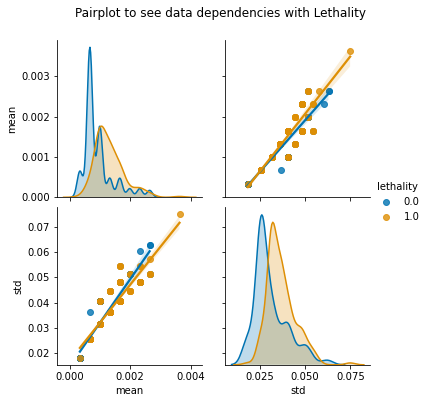 Pairplot to see data dependencies with Lethality
0.003
0.002
0.001
0.000
mean
lethality
0.0
1.0
0.07
0.06
0.05
0.04
0.03
0.02
std
0.000 0.002 0.004
mean
0.025 0.050 0.075
std